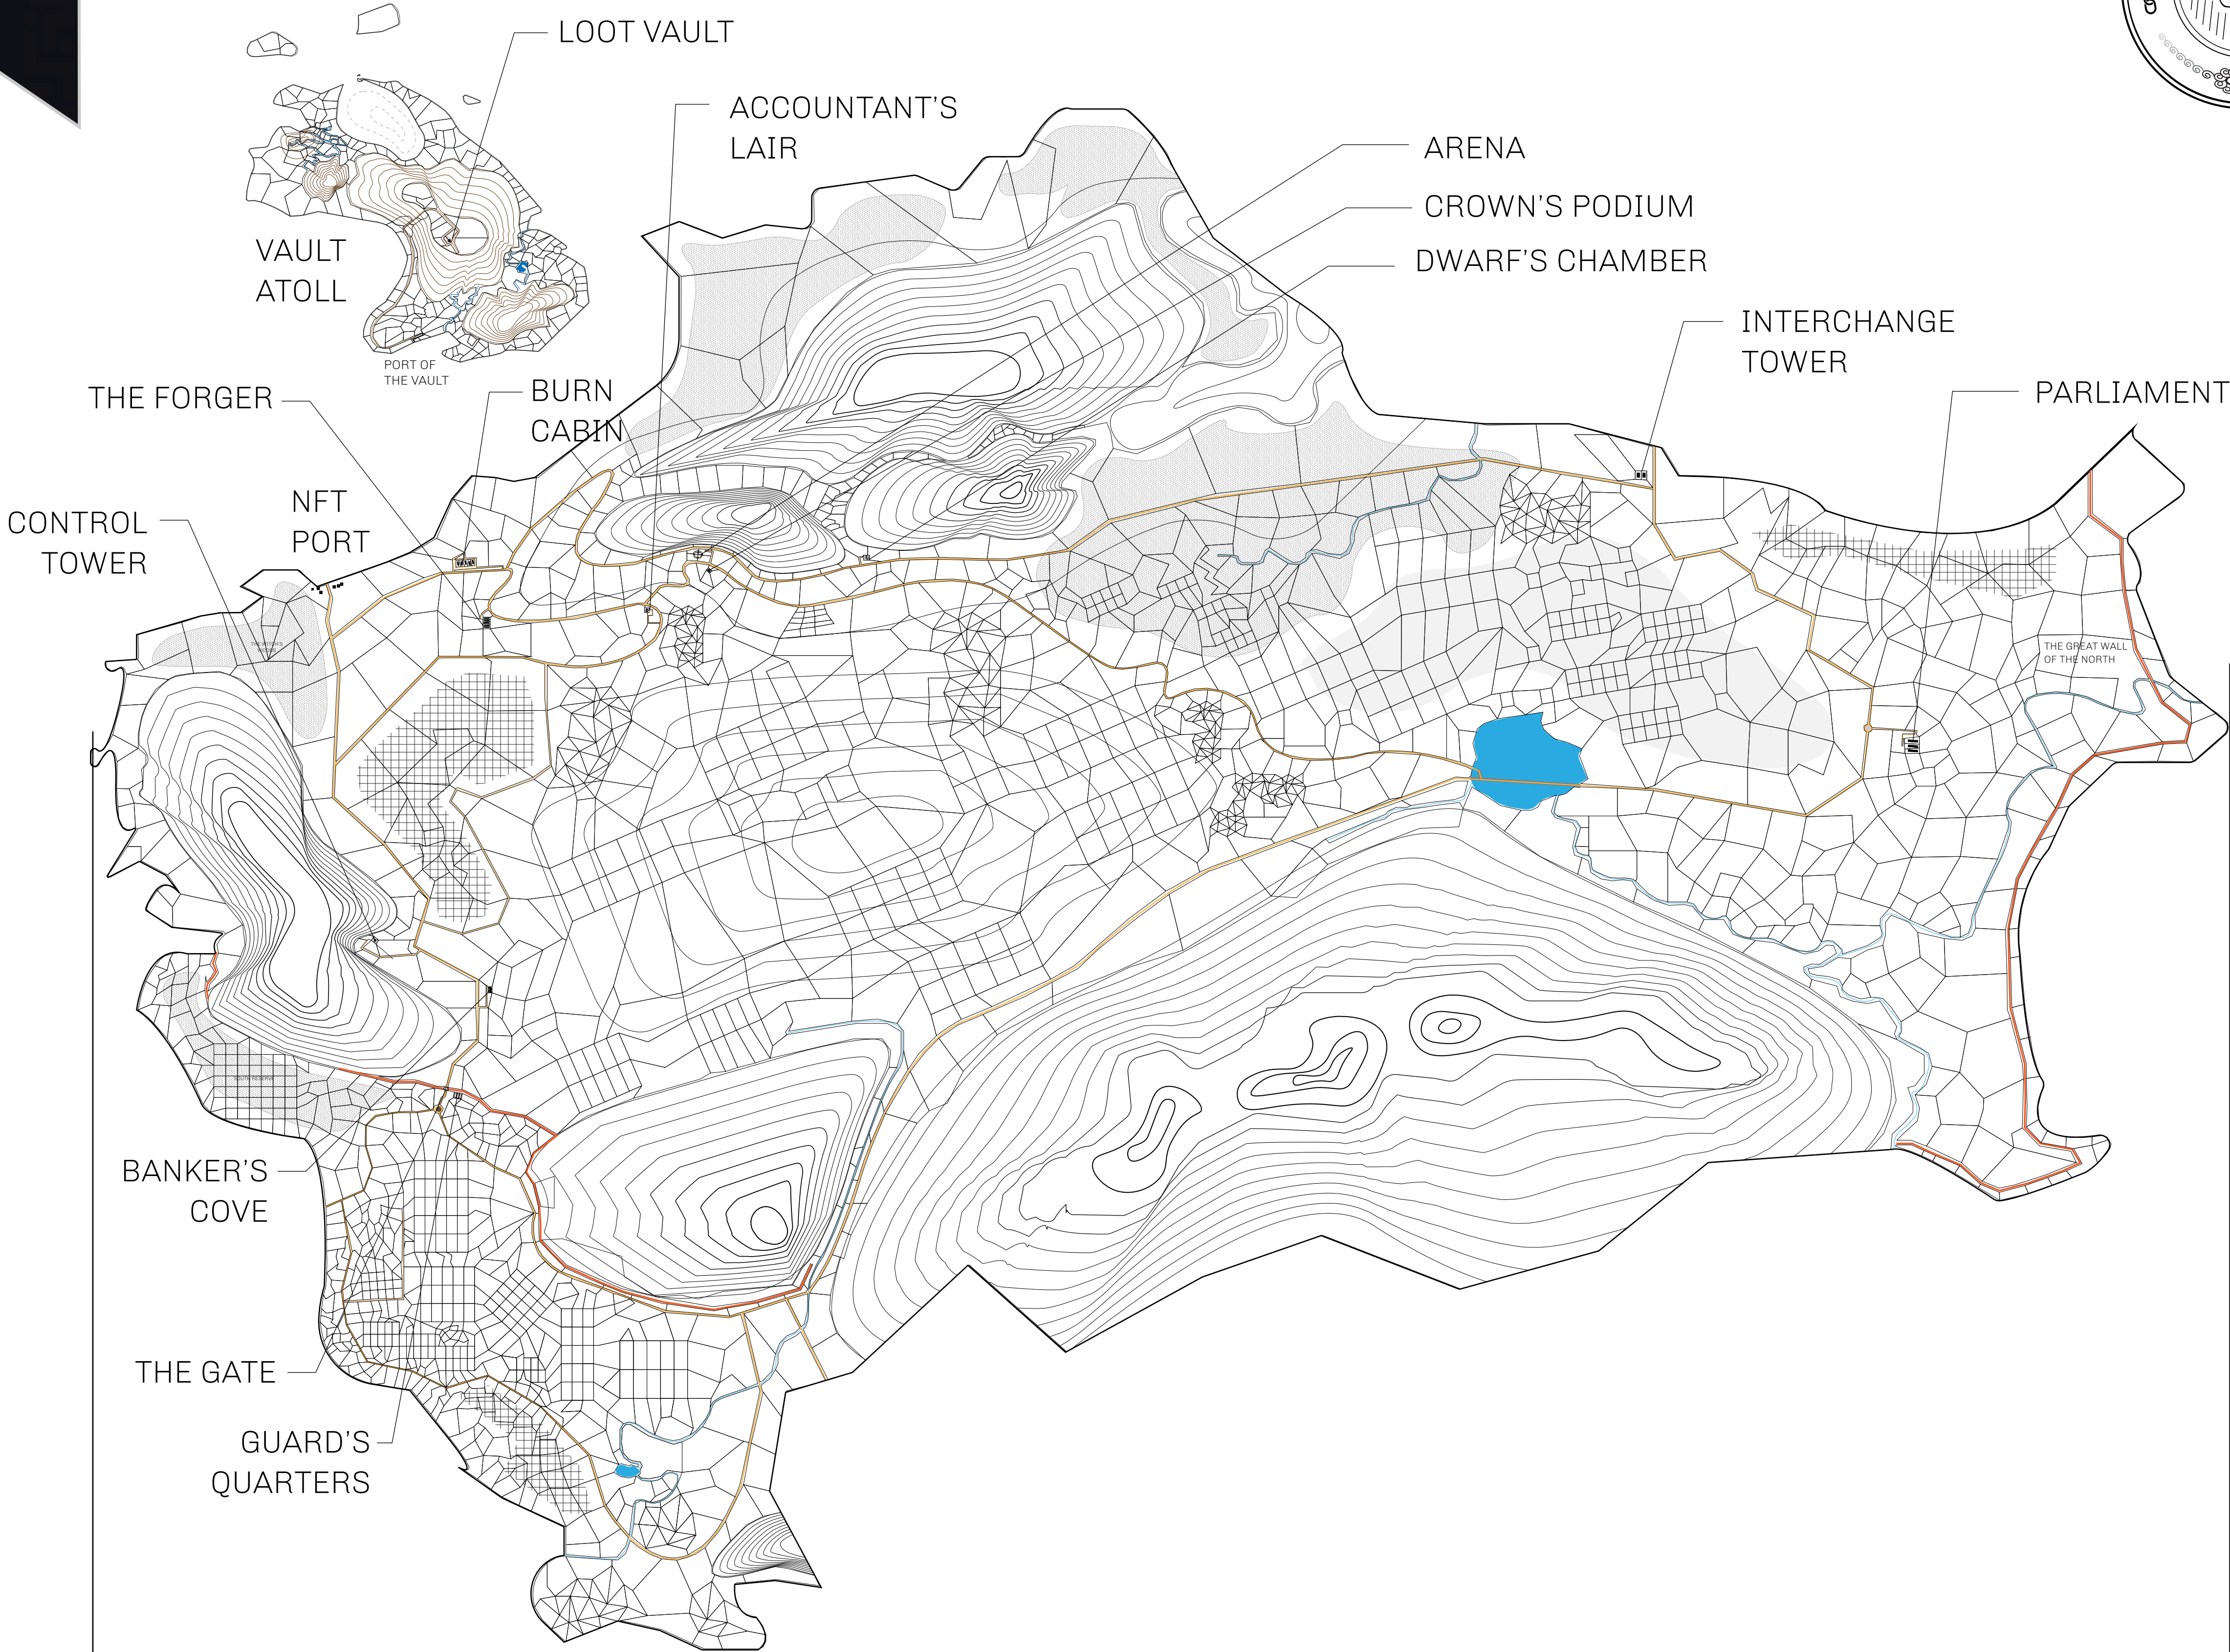 LOOT VAULT
ACCOUNTANT'S
LAIR
ARENA
CROWN'S PODIUM
DWARF'S CHAMBER
VAULT
ATOLL
INTERCHANGE
TOWER
PORT OF
THE VAULT
THE FORGER
BURN
CABIN
PARLIAMENT
NFT
PORT
CONTROL
TOWER
THE GREAT WALL
OF THE NORTH
SOUTH RESERVE
BANKER'S
COVE
THE GATE
GUARD'S
QUARTERS